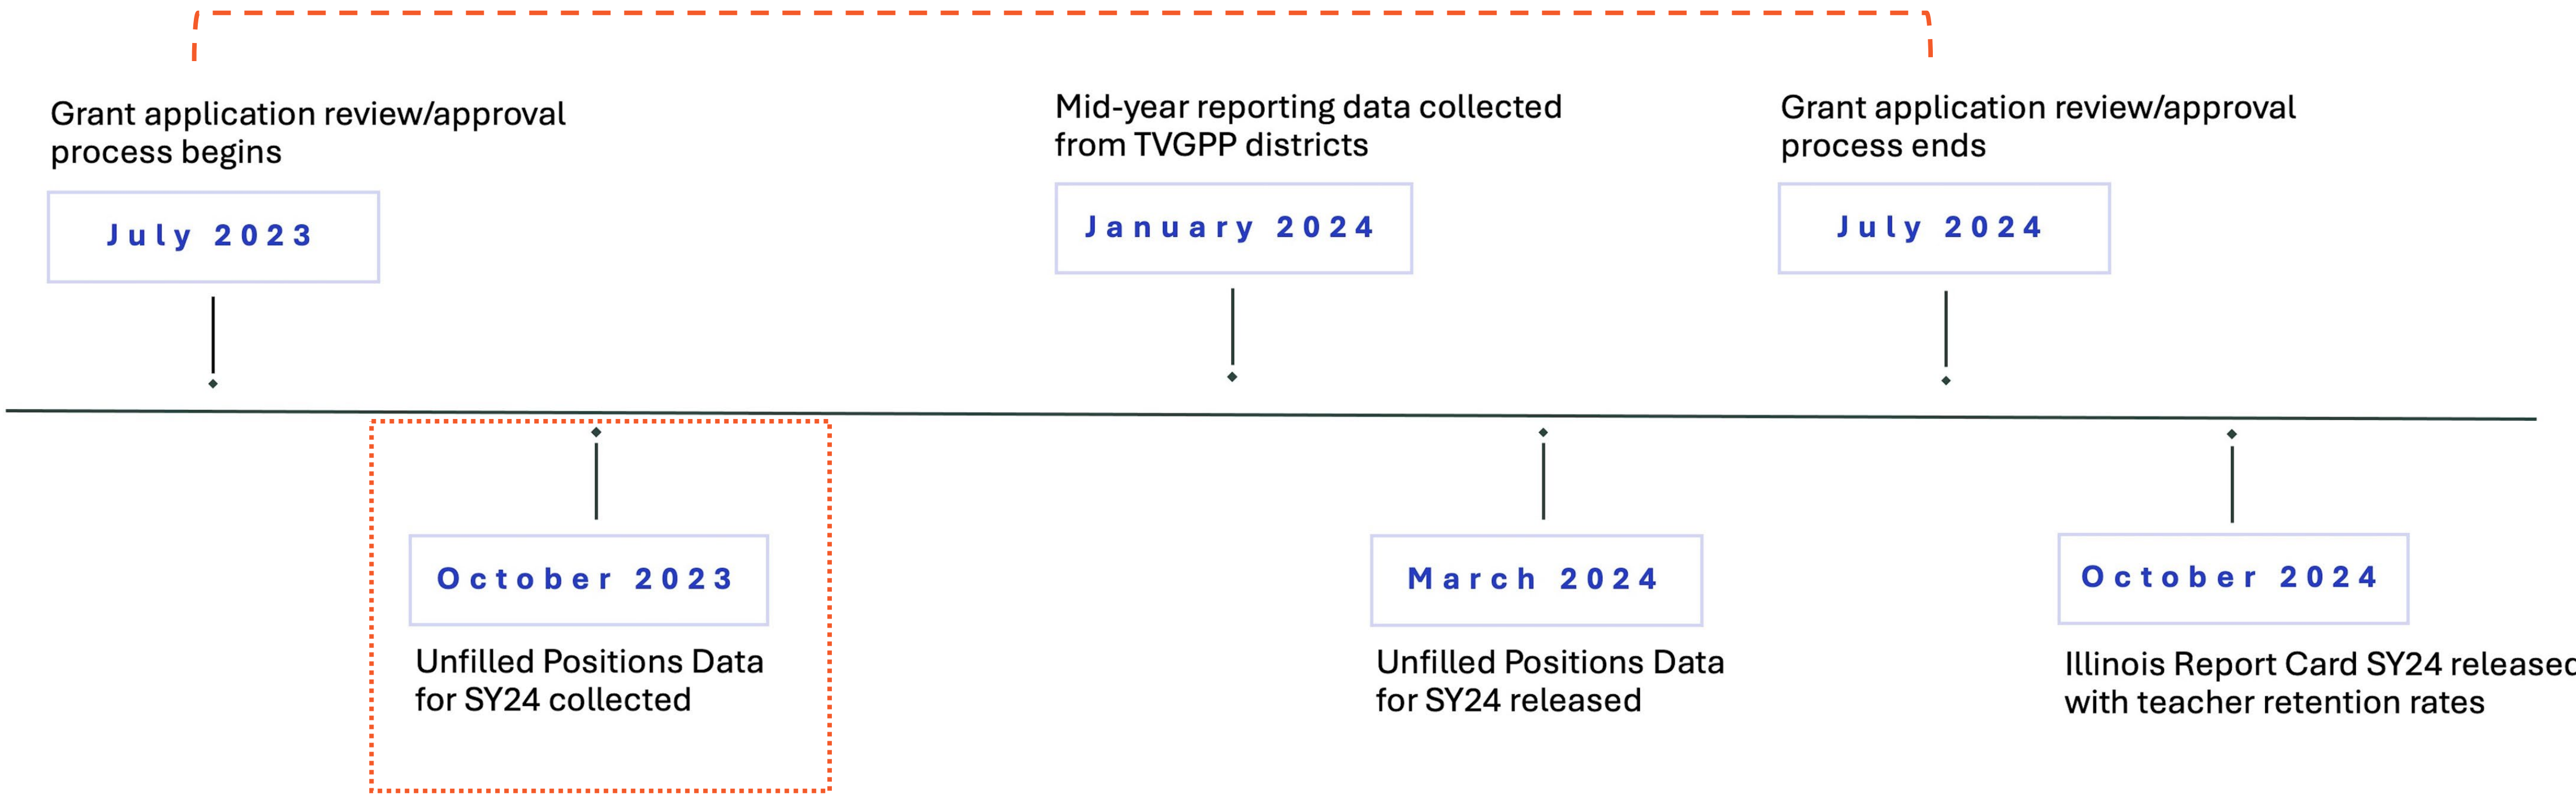 Grant application review/approval
process begins
July 2023
Mid-year reporting data collected
from TVGPP districts
January 2024
Grant application review/approval
process ends
July 2024
October 2023
Unfilled Positions Data
for SY24 collected
March 2024
Unfilled Positions Data
for SY24 released
October 2024
Illinois Report Card SY24 released
with teacher retention rates